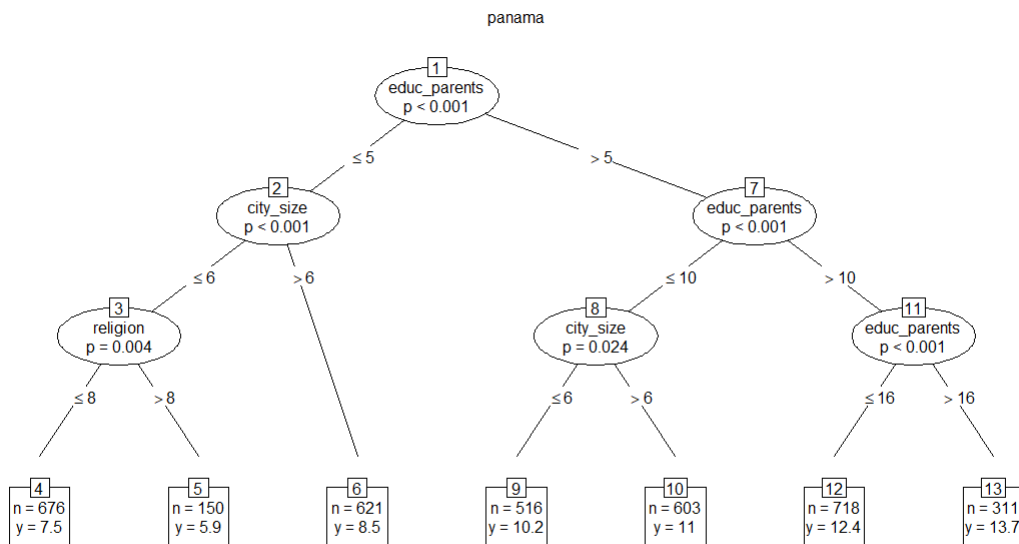 panama
1
educ_parents
p < 0.001
≤ 5
> 5
2
city_size
p < 0.001
7
educ_parents
p < 0.001
≤ 6
> 6
≤ 10
> 10
3
religion
p = 0.004
8
city_size
p = 0.024
11
educ_parents
p < 0.001
≤ 8
> 8
≤ 6
> 6
≤ 16
> 16
4
n = 676
y = 7.5
5
n = 150
y = 5.9
6
n = 621
y = 8.5
9
n = 516
y = 10.2
10
n = 603
y = 11
12
n = 718
y = 12.4
13
n = 311
y = 13.7